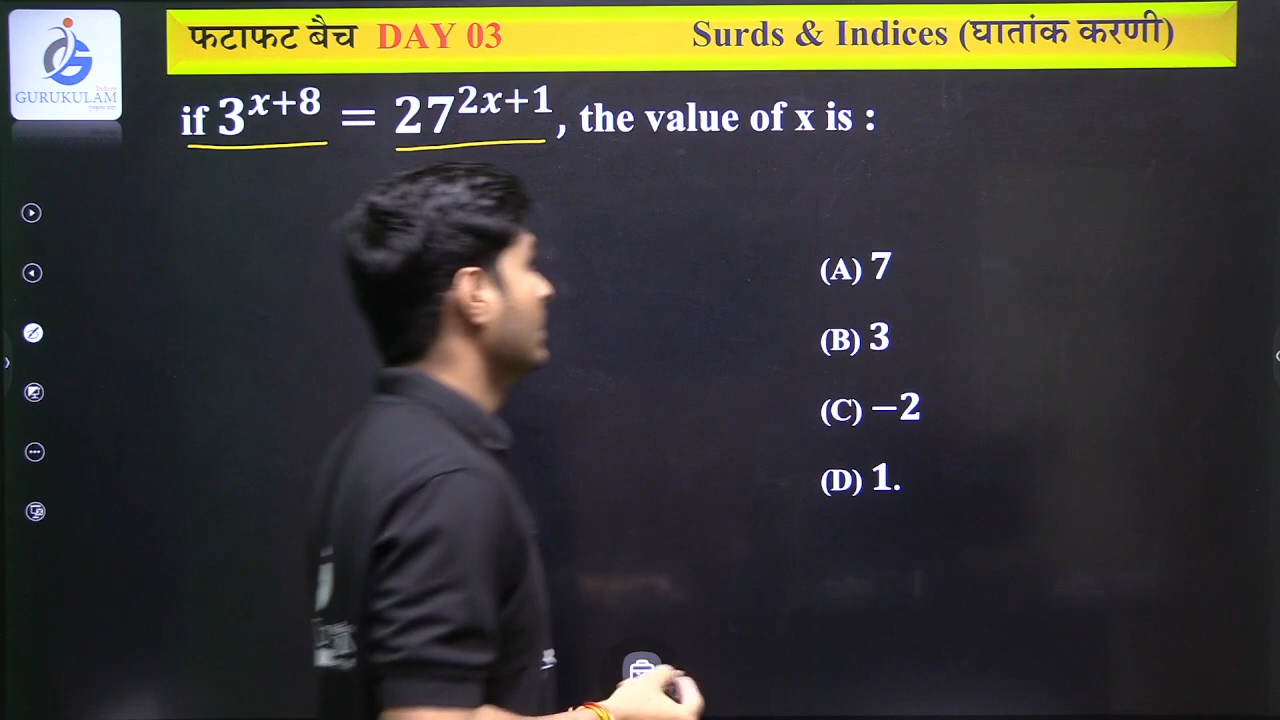 फटाफट बैच DAY 03
Surds & Indices (घातांक करणी)
GURUKULAM
if 3^{x+8} = 27^{2x+1}, the value of x is :
(A) 7
(B) 3
(C) −2
(D) 1.